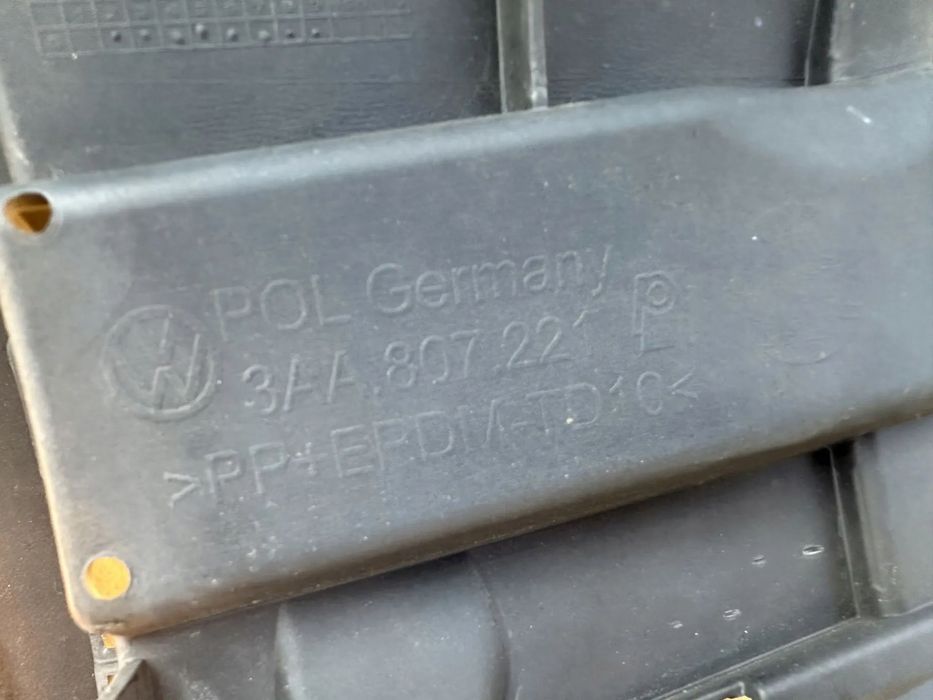 POL Germany
3AA.807.221
>PP+EPDM-TD10<